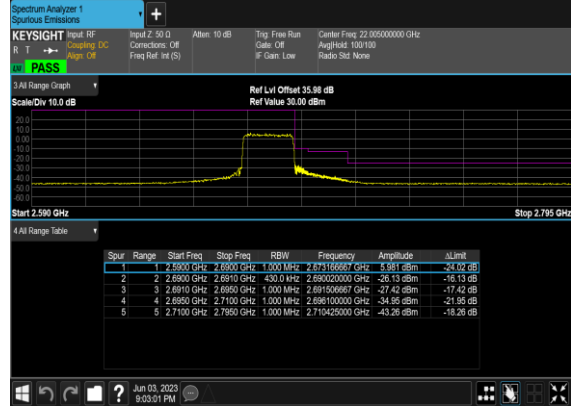 Spectrum Analyzer 1
Spurious Emissions
+
KEYSIGHT Input: RF Input Z: 50 Ω Atten: 10 dB Trig: Free Run Center Freq: 22.005000000 GHz
R T Coupling: DC Corrections: Off Gate: Off Avg|Hold: 100/100
Align: Off Freq Ref: Int (S) IF Gain: Low Radio Std: None
LW PASS
3 All Range Graph
Ref Lvl Offset 35.98 dB
Scale/Div 10.0 dB Ref Value 30.00 dBm
20.0
10.0
0.00
-10.0
-20.0
-30.0
-40.0
-50.0
-60.0
Start 2.590 GHz Stop 2.795 GHz
4 All Range Table
Spur Range Start Freq Stop Freq RBW Frequency Amplitude ΔLimit
1 1 2.5900 GHz 2.6900 GHz 1.000 MHz 2.673166667 GHz 5.981 dBm -24.02 dB
2 2 2.6900 GHz 2.6910 GHz 430.0 kHz 2.690020000 GHz -26.13 dBm -16.13 dB
3 3 2.6910 GHz 2.6950 GHz 1.000 MHz 2.691506667 GHz -27.42 dBm -17.42 dB
4 4 2.6950 GHz 2.7100 GHz 1.000 MHz 2.696100000 GHz -34.95 dBm -21.95 dB
5 5 2.7100 GHz 2.7950 GHz 1.000 MHz 2.710425000 GHz -43.26 dBm -18.26 dB
? Jun 03, 2023
9:03:01 PM